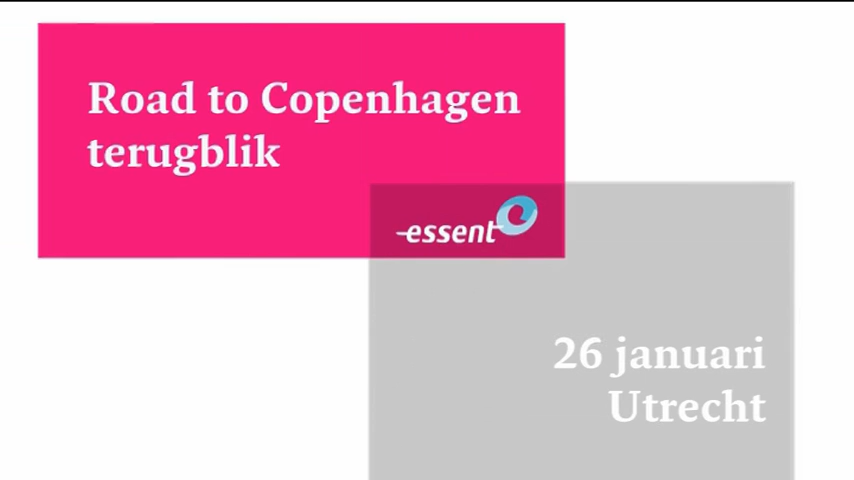 Road to Copenhagen
terugblik
essent
26 januari
Utrecht